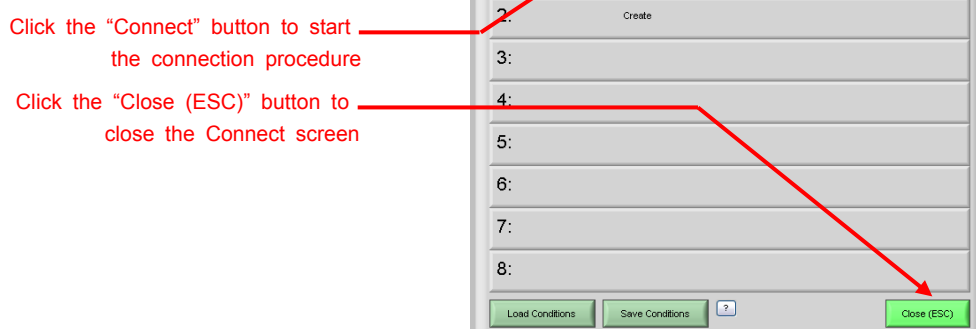 Click the “Connect” button to start
the connection procedure
Click the “Close (ESC)” button to
close the Connect screen
2: Create
3:
4:
5:
6:
7:
8:
Load Conditions Save Conditions ? Close (ESC)